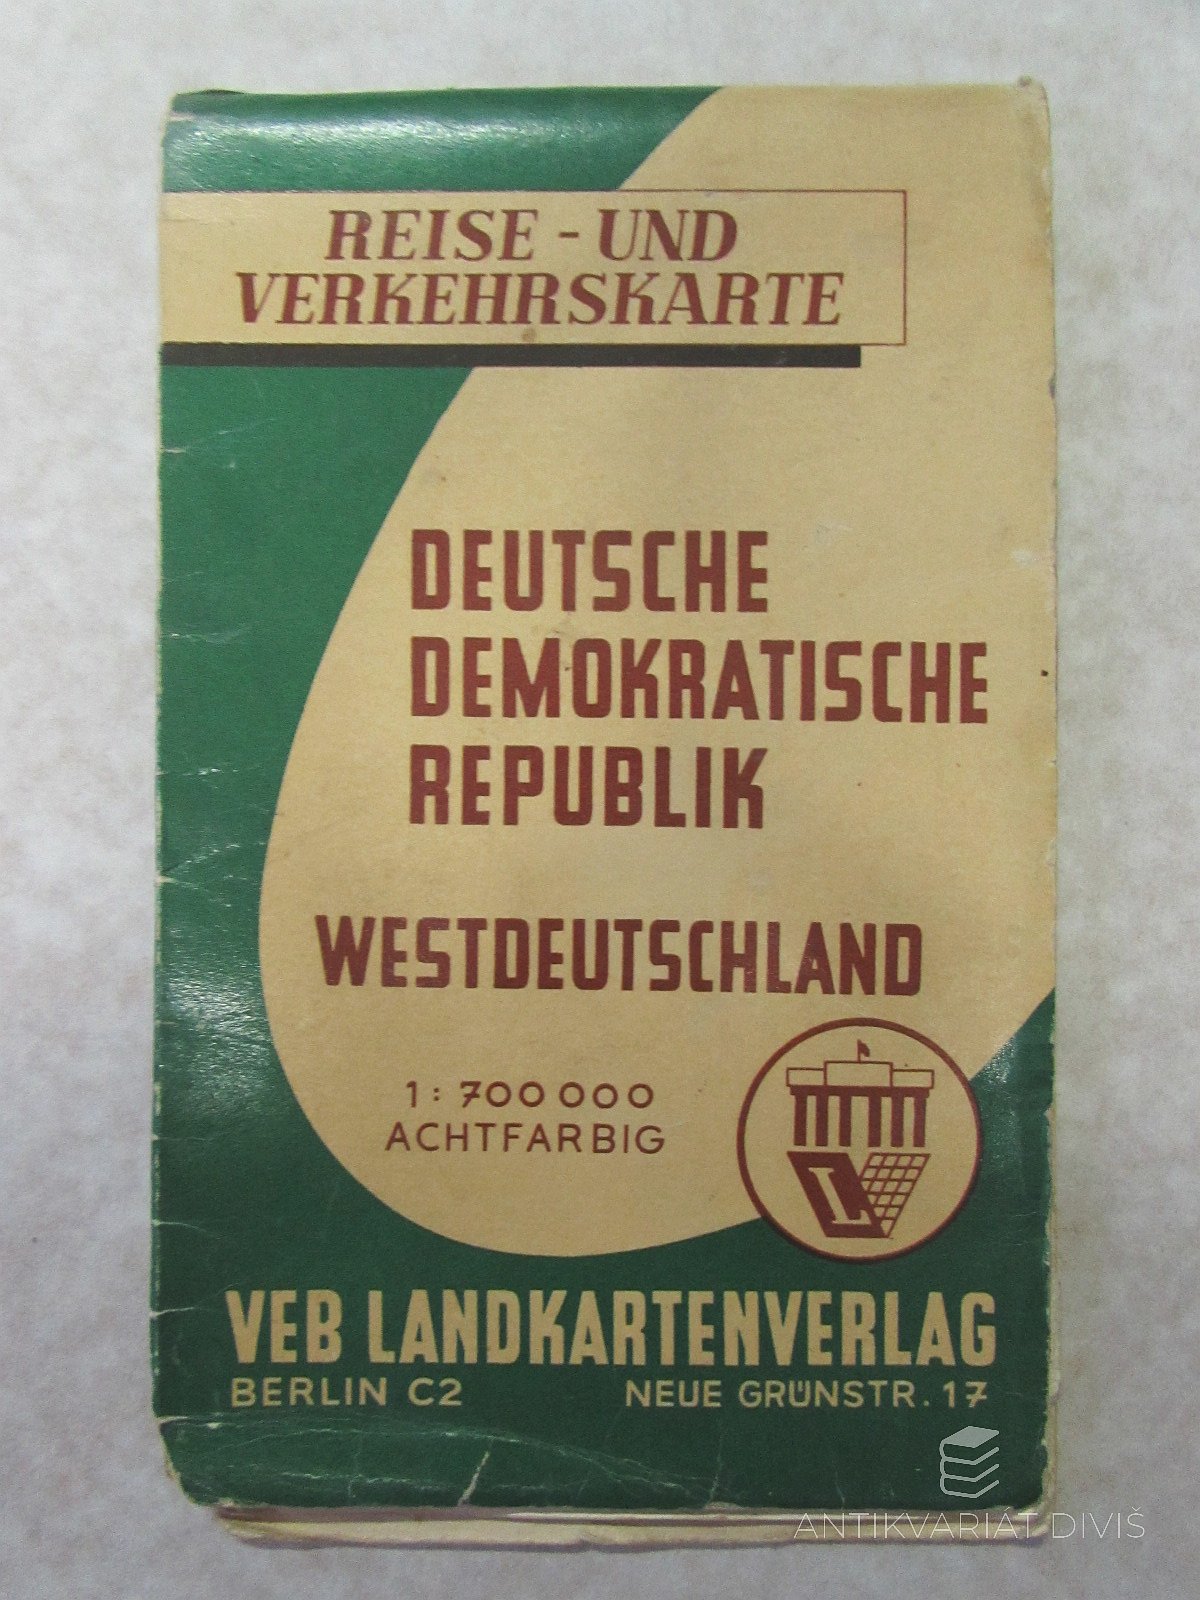 REISE - UND
VERKEHRSKARTE
DEUTSCHE
DEMOKRATISCHE
REPUBLIK
WESTDEUTSCHLAND
1 : 700 000
ACHTFARBIG
L
VEB LANDKARTENVERLAG
BERLIN C2 NEUE GRÜNSTR. 17
ANTIKVARIÁT DIVIŠ